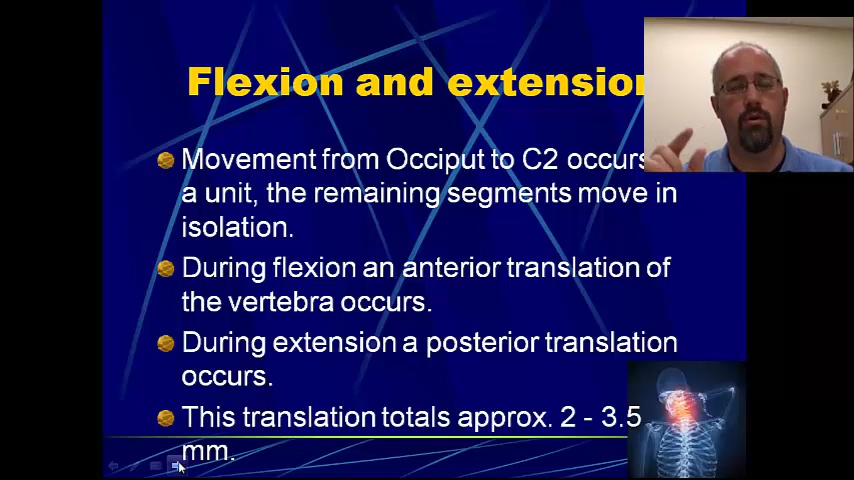 Flexion and extension
Movement from Occiput to C2 occurs
a unit, the remaining segments move in
isolation.
During flexion an anterior translation of
the vertebra occurs.
During extension a posterior translation
occurs.
This translation totals approx. 2 - 3.5
mm.